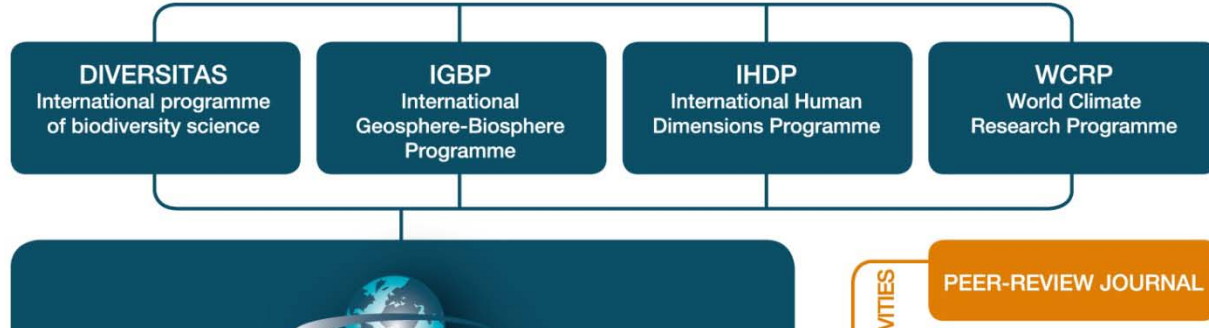 DIVERSITAS
International programme
of biodiversity science
IGBP
International
Geosphere-Biosphere
Programme
IHDP
International Human
Dimensions Programme
WCRP
World Climate
Research Programme
PEER-REVIEW JOURNAL